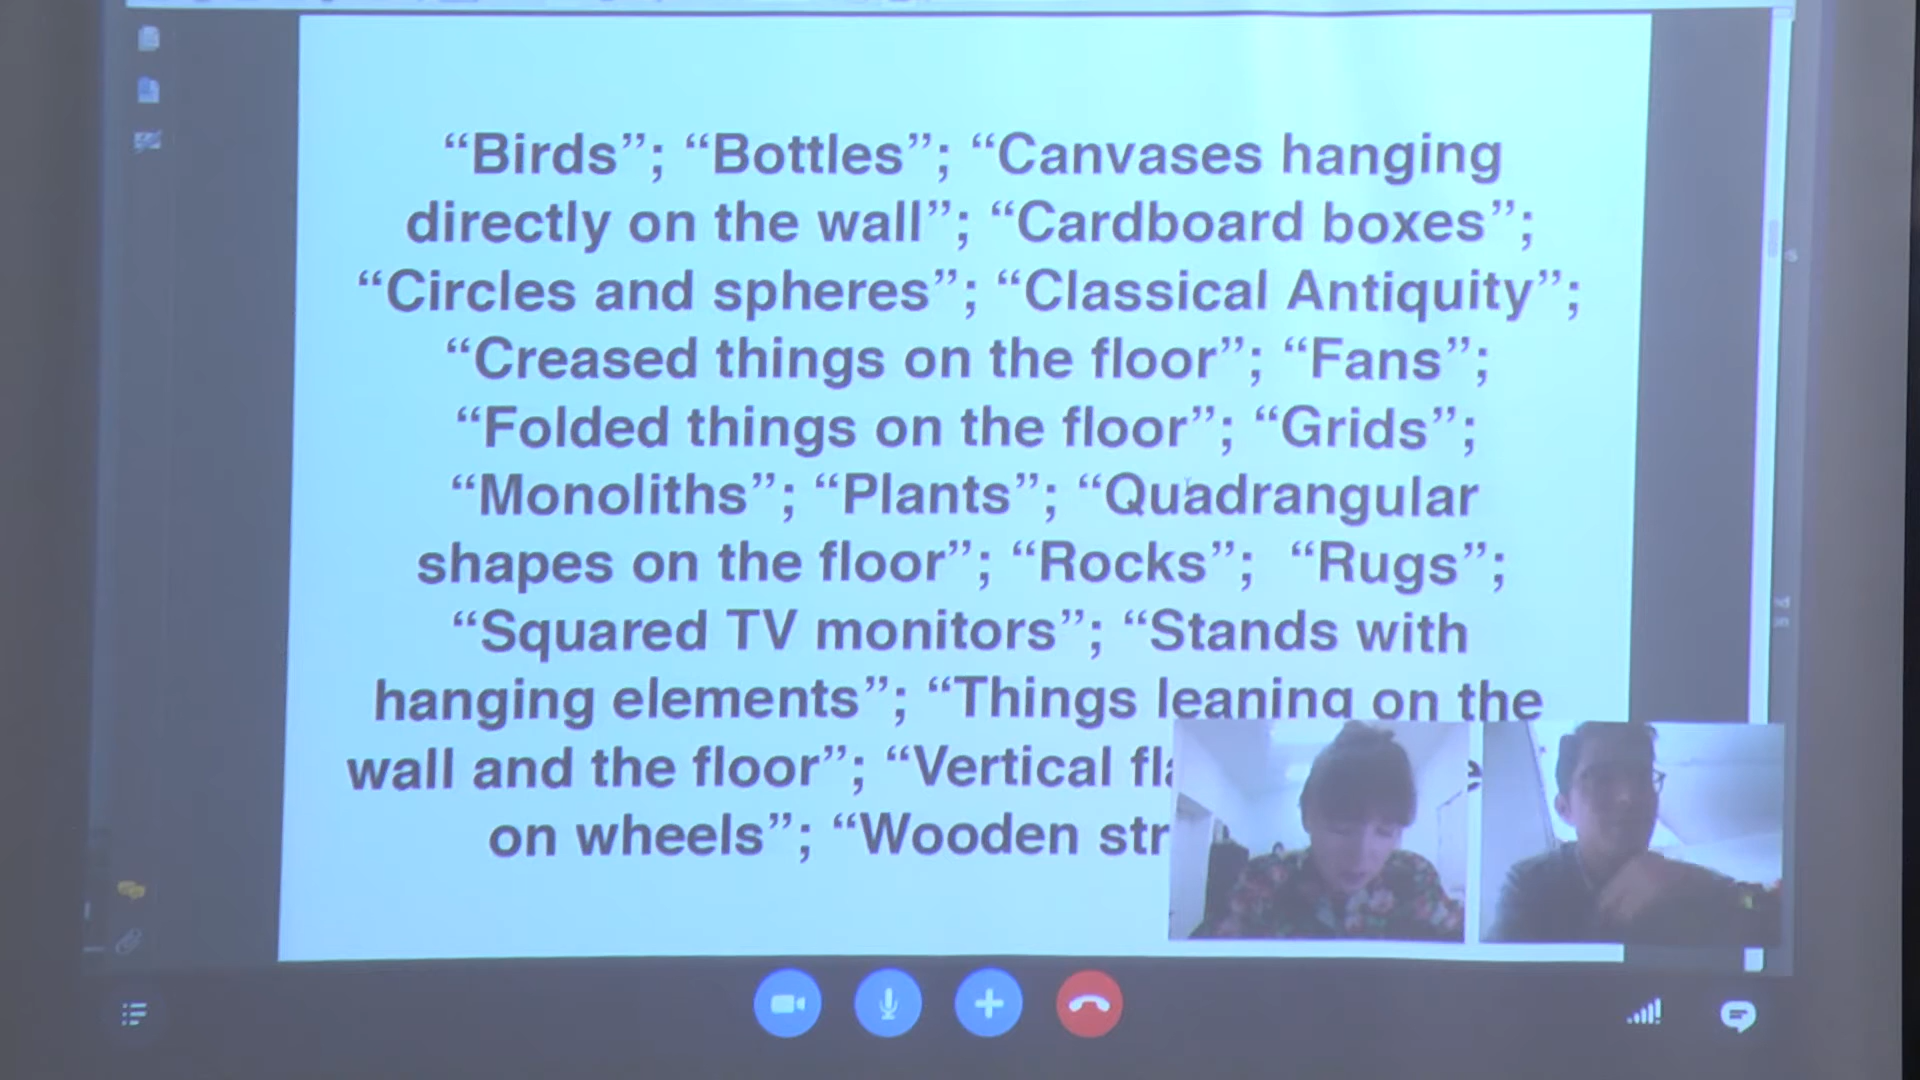 “Birds”; “Bottles”; “Canvases hanging
directly on the wall”; “Cardboard boxes”;
“Circles and spheres”; “Classical Antiquity”;
“Creased things on the floor”; “Fans”;
“Folded things on the floor”; “Grids”;
“Monoliths”; “Plants”; “Quadrangular
shapes on the floor”; “Rocks”; “Rugs”;
“Squared TV monitors”; “Stands with
hanging elements”; “Things leaning on the
wall and the floor”; “Vertical
on wheels”; “Wooden